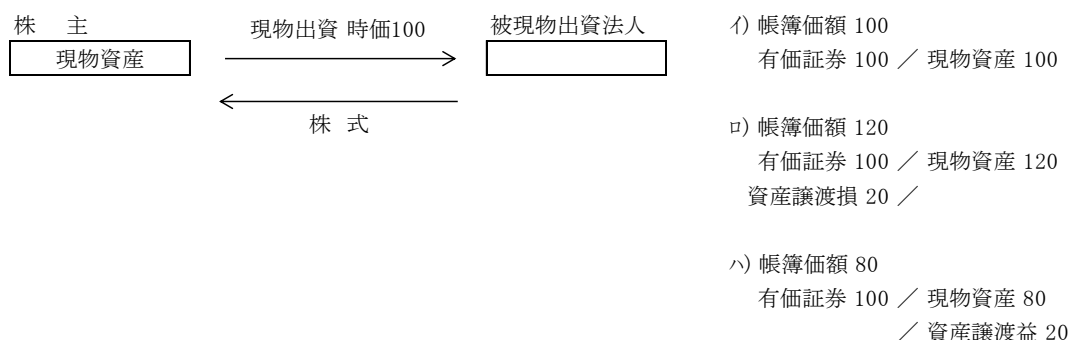 株 主
現物出資 時価100
被現物出資法人
現物資産
株 式
ｲ) 帳簿価額 100
有価証券 100 ／ 現物資産 100
ﾛ) 帳簿価額 120
有価証券 100 ／ 現物資産 120
資産譲渡損 20 ／
ﾊ) 帳簿価額 80
有価証券 100 ／ 現物資産 80
／ 資産譲渡益 20